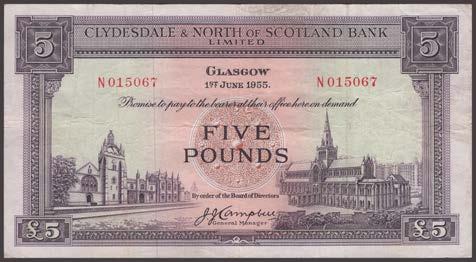 5 CLYDESDALE & NORTH OF SCOTLAND BANK 5
LIMITED
GLASGOW
N 015067 1ST JUNE 1955. N 015067
Promise to pay to the bearer at their office here on demand
FIVE
POUNDS
By order of the Board of Directors
J.J. Campbell
General Manager
£5 £5